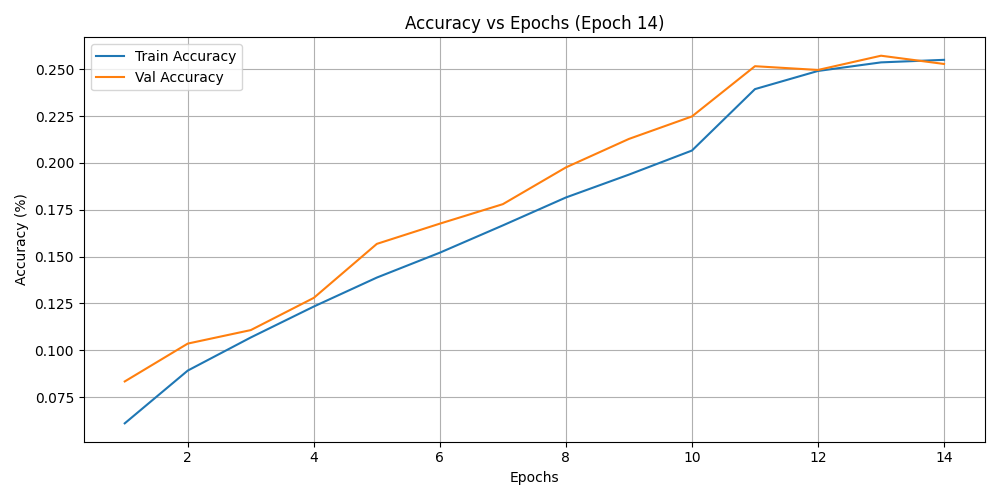 Accuracy vs Epochs (Epoch 14)
Train Accuracy
Val Accuracy
Accuracy (%)
0.250
0.225
0.200
0.175
0.150
0.125
0.100
0.075
2 4 6 8 10 12 14
Epochs